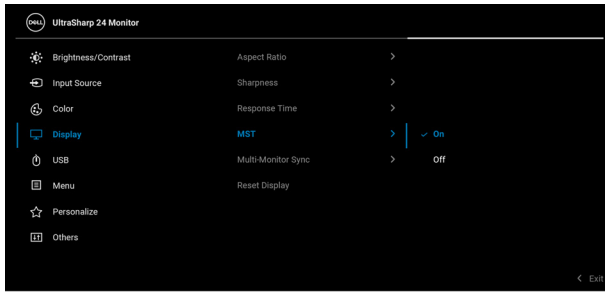 DELL UltraSharp 24 Monitor
Brightness/Contrast Aspect Ratio
Input Source Sharpness
Color Response Time
Display MST On
USB Multi-Monitor Sync Off
Menu Reset Display
Personalize
Others
Exit